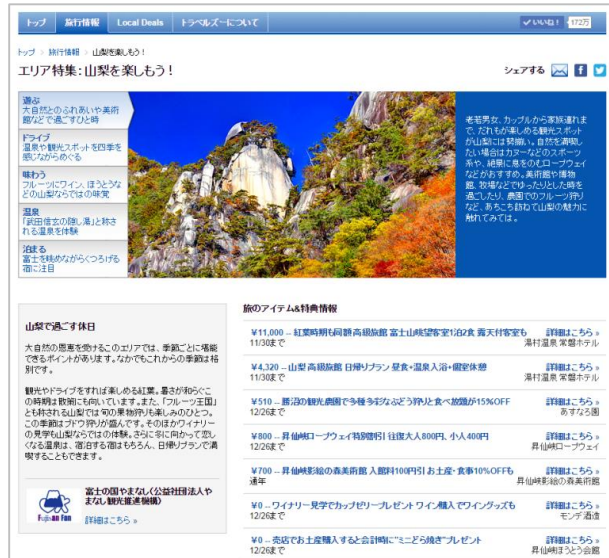 トップ 旅行情報 Local Deals トラベルズーについて
いいね! 172万
トップ > 旅行情報 > 山梨を楽しもう!
エリア特集:山梨を楽しもう!
シェアする
遊ぶ
大自然とのふれあいや美術
館などで過ごすひと時
ドライブ
温泉や観光スポットを四季を
感じながらめぐる
味わう
フルーツにワイン、ほうとうな
どの山梨ならではの味覚
温泉
「武田信玄の隠し湯」と称さ
れる温泉を体験
泊まる
富士を眺めながらくつろげる
宿に注目
老若男女、カップルから家族連れま
で、だれもが楽しめる観光スポット
が山梨には勢揃い。自然を満喫し
たい場合はカヌーなどのスポーツ
系や、絶景に息をのむロープウェイ
などがおすすめ。美術館や博物
館、牧場などでゆったりとした時を
過ごしたり、農園でのフルーツ狩り
など、あちこち訪ねて山梨の魅力に
触れてみては。
山梨で過ごす休日
大自然の恩恵を受けるこのエリアでは、季節ごとに堪能
できるポイントがあります。なかでもこれからの季節は格
別です。
観光やドライブをすれば楽しめる紅葉。暑さが和らぐこ
の時期は散策にも向いています。また、「フルーツ王国」
とも称される山梨では旬の果物狩りも楽しみのひとつ。
この季節はブドウ狩りが盛んです。そのほかワイナリー
の見学も山梨ならではの体験。さらに冬に向かって恋し
くなる温泉は、宿泊する宿はもちろん、日帰りプランで満
喫することもできます。
Fujisan Fan
富士の国やまなし(公益社団法人や
まなし観光推進機構)
詳細はこちら »
旅のアイテム&特典情報
¥11,000 -- 紅葉時期も同額 高級旅館 富士山眺望客室1泊2食 露天付客室も 詳細はこちら »
11/30まで 湯村温泉 常磐ホテル
¥4,320 -- 山梨 高級旅館 日帰りプラン 昼食+温泉入浴+個室休憩 詳細はこちら »
11/30まで 湯村温泉 常磐ホテル
¥510 -- 勝沼の観光農園で多種多彩なぶどう狩りと食べ放題が15%OFF 詳細はこちら »
12/26まで あすなろ園
¥800 -- 昇仙峡ロープウェイ特別割引 往復大人800円、小人400円 詳細はこちら »
12/26まで 昇仙峡ロープウェイ
¥700 -- 昇仙峡影絵の森美術館 入館料100円引 お土産・食事10%OFFも 詳細はこちら »
通年 昇仙峡影絵の森美術館
¥0 -- ワイナリー見学でカップゼリープレゼント ワイン購入でワイングッズも 詳細はこちら »
12/26まで モンデ酒造
¥0 -- 売店でお土産購入すると会計時に"ミニどら焼き"プレゼント 詳細はこちら »
12/26まで 昇仙峡ほうとう会館